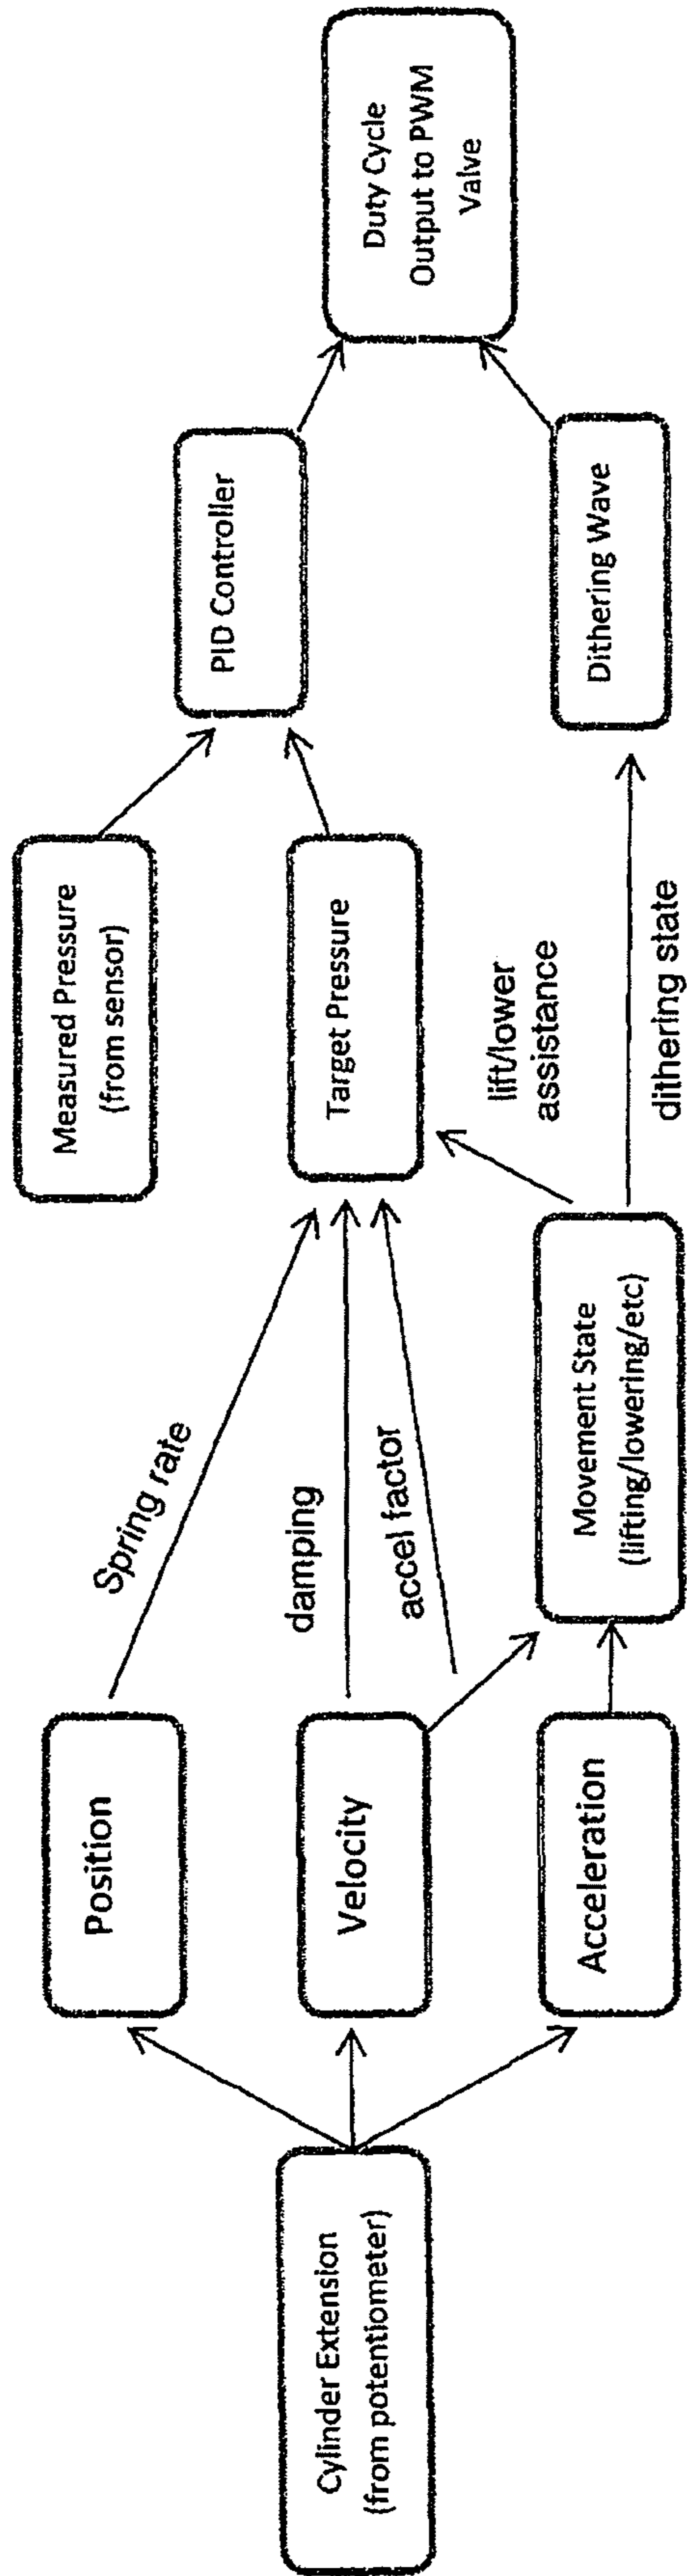 Cylinder Extension
(from potentiometer)
Position
Velocity
Acceleration
Spring rate
damping
accel factor
Movement State
(lifting/lowering/etc)
Measured Pressure
(from sensor)
Target Pressure
lift/lower
assistance
dithering state
PID Controller
Dithering Wave
Duty Cycle
Output to PWM
Valve